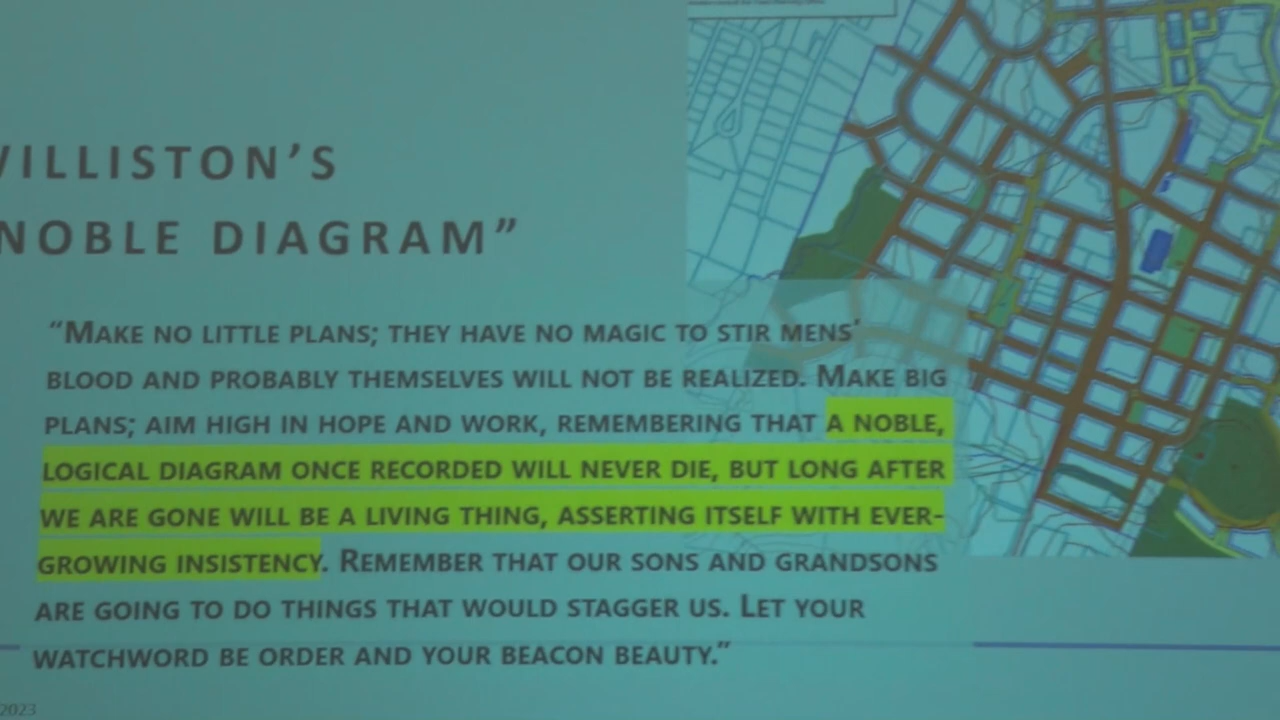 VILLISTON'S
NOBLE DIAGRAM”
“MAKE NO LITTLE PLANS; THEY HAVE NO MAGIC TO STIR MENS'
BLOOD AND PROBABLY THEMSELVES WILL NOT BE REALIZED. MAKE BIG
PLANS; AIM HIGH IN HOPE AND WORK, REMEMBERING THAT A NOBLE,
LOGICAL DIAGRAM ONCE RECORDED WILL NEVER DIE, BUT LONG AFTER
WE ARE GONE WILL BE A LIVING THING, ASSERTING ITSELF WITH EVER-
GROWING INSISTENCY. REMEMBER THAT OUR SONS AND GRANDSONS
ARE GOING TO DO THINGS THAT WOULD STAGGER US. LET YOUR
WATCHWORD BE ORDER AND YOUR BEACON BEAUTY.”
2023